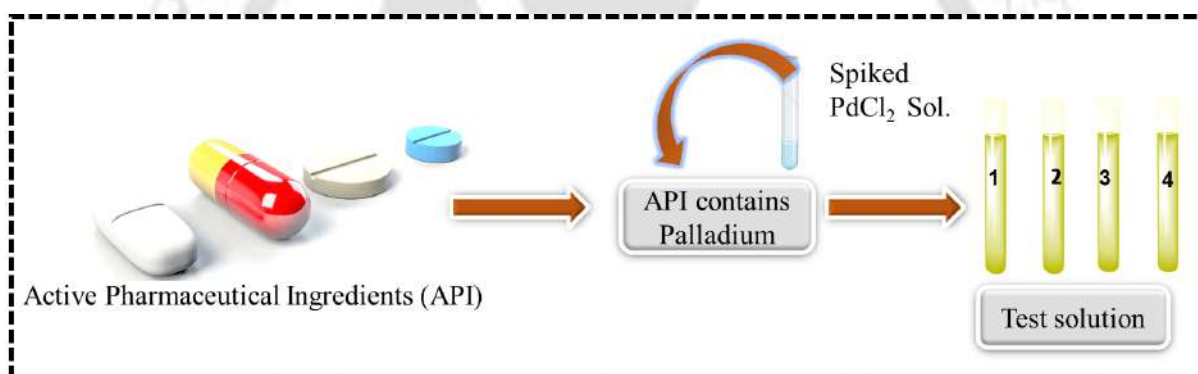 Spiked
PdCl₂ Sol.
1 2 3 4
API contains
Palladium
Active Pharmaceutical Ingredients (API)
Test solution